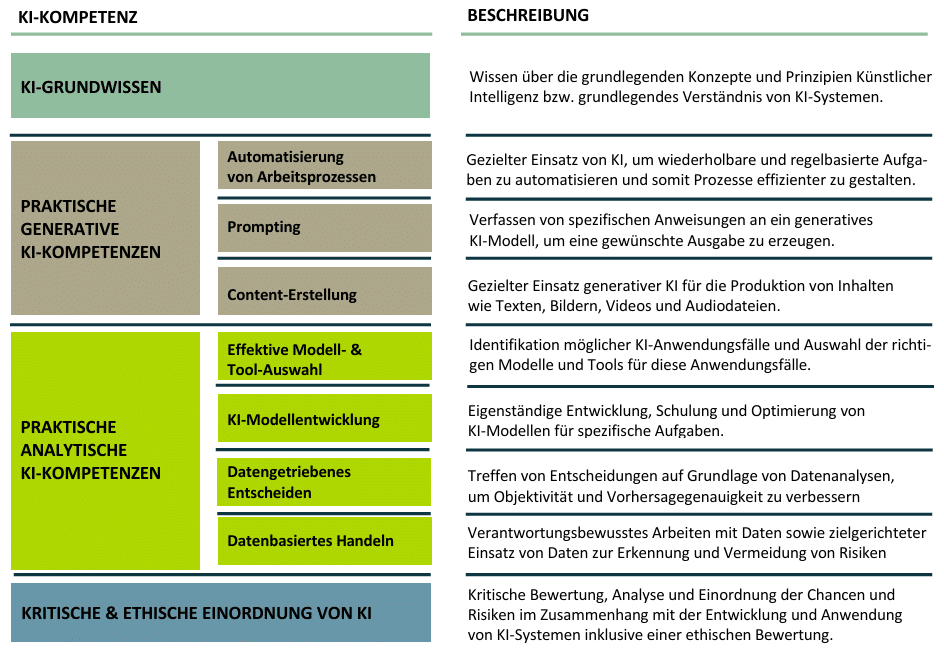 KI-KOMPETENZ
BESCHREIBUNG
KI-GRUNDWISSEN
Wissen über die grundlegenden Konzepte und Prinzipien Künstlicher
Intelligenz bzw. grundlegendes Verständnis von KI-Systemen.
PRAKTISCHE
GENERATIVE
KI-KOMPETENZEN
Automatisierung
von Arbeitsprozessen
Gezielter Einsatz von KI, um wiederholbare und regelbasierte Aufga-
ben zu automatisieren und somit Prozesse effizienter zu gestalten.
Prompting
Verfassen von spezifischen Anweisungen an ein generatives
KI-Modell, um eine gewünschte Ausgabe zu erzeugen.
Content-Erstellung
Gezielter Einsatz generativer KI für die Produktion von Inhalten
wie Texten, Bildern, Videos und Audiodateien.
PRAKTISCHE
ANALYTISCHE
KI-KOMPETENZEN
Effektive Modell- &
Tool-Auswahl
Identifikation möglicher KI-Anwendungsfälle und Auswahl der richti-
gen Modelle und Tools für diese Anwendungsfälle.
KI-Modellentwicklung
Eigenständige Entwicklung, Schulung und Optimierung von
KI-Modellen für spezifische Aufgaben.
Datengetriebenes
Entscheiden
Treffen von Entscheidungen auf Grundlage von Datenanalysen,
um Objektivität und Vorhersagegenauigkeit zu verbessern
Datenbasiertes Handeln
Verantwortungsbewusstes Arbeiten mit Daten sowie zielgerichteter
Einsatz von Daten zur Erkennung und Vermeidung von Risiken
KRITISCHE & ETHISCHE EINORDNUNG VON KI
Kritische Bewertung, Analyse und Einordnung der Chancen und
Risiken im Zusammenhang mit der Entwicklung und Anwendung
von KI-Systemen inklusive einer ethischen Bewertung.